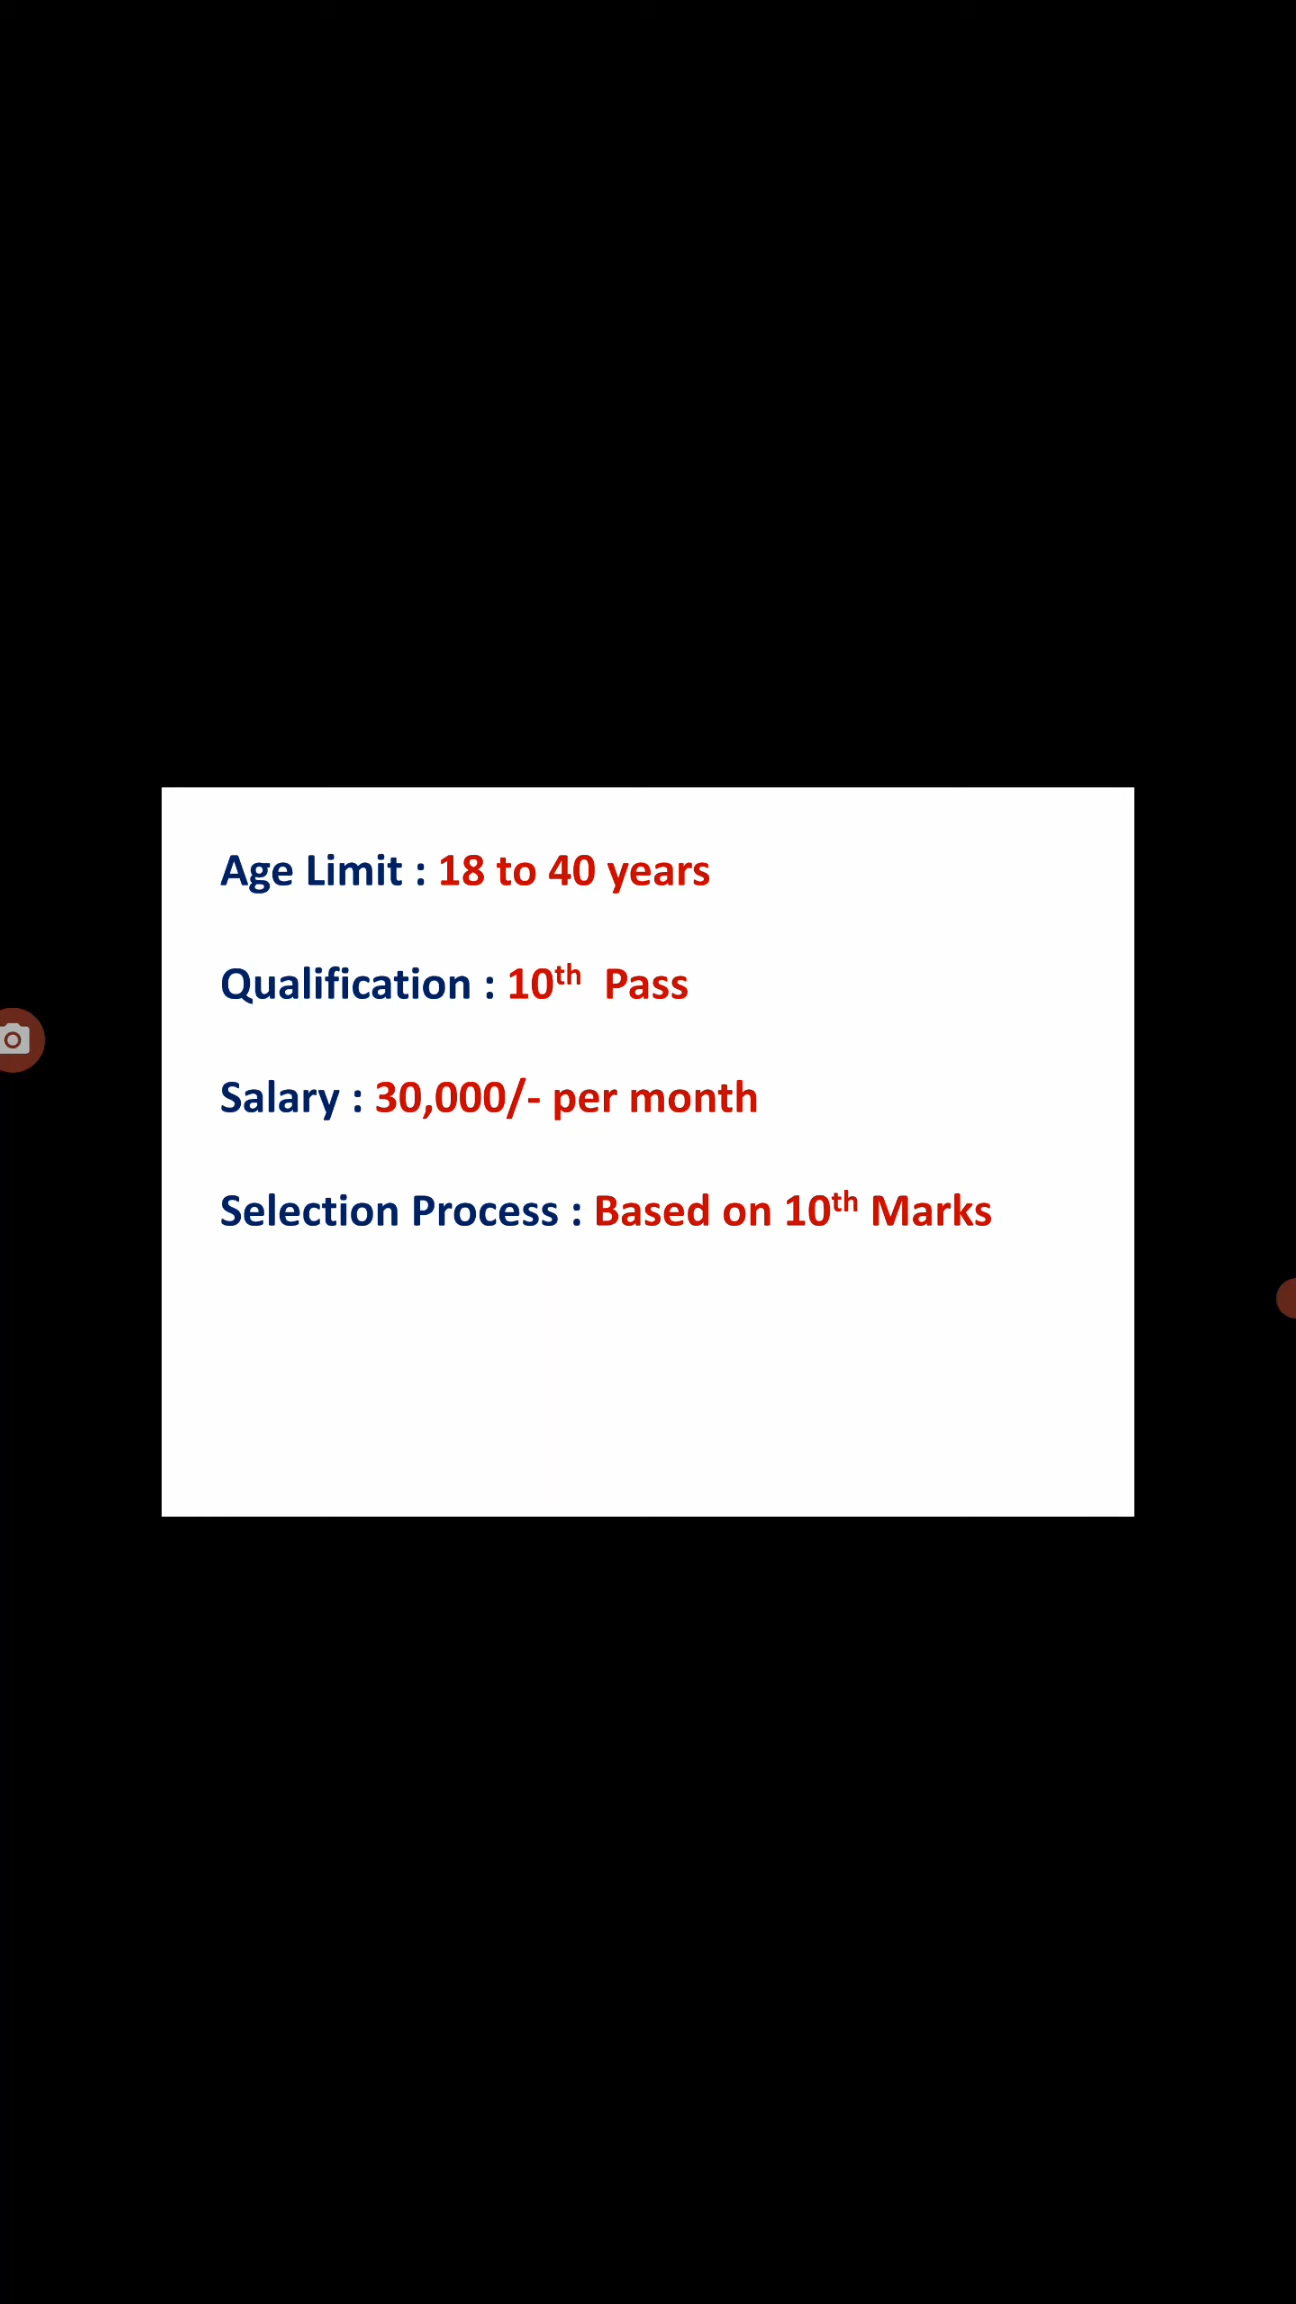 Age Limit : 18 to 40 years
Qualification : 10th Pass
Salary : 30,000/- per month
Selection Process : Based on 10th Marks